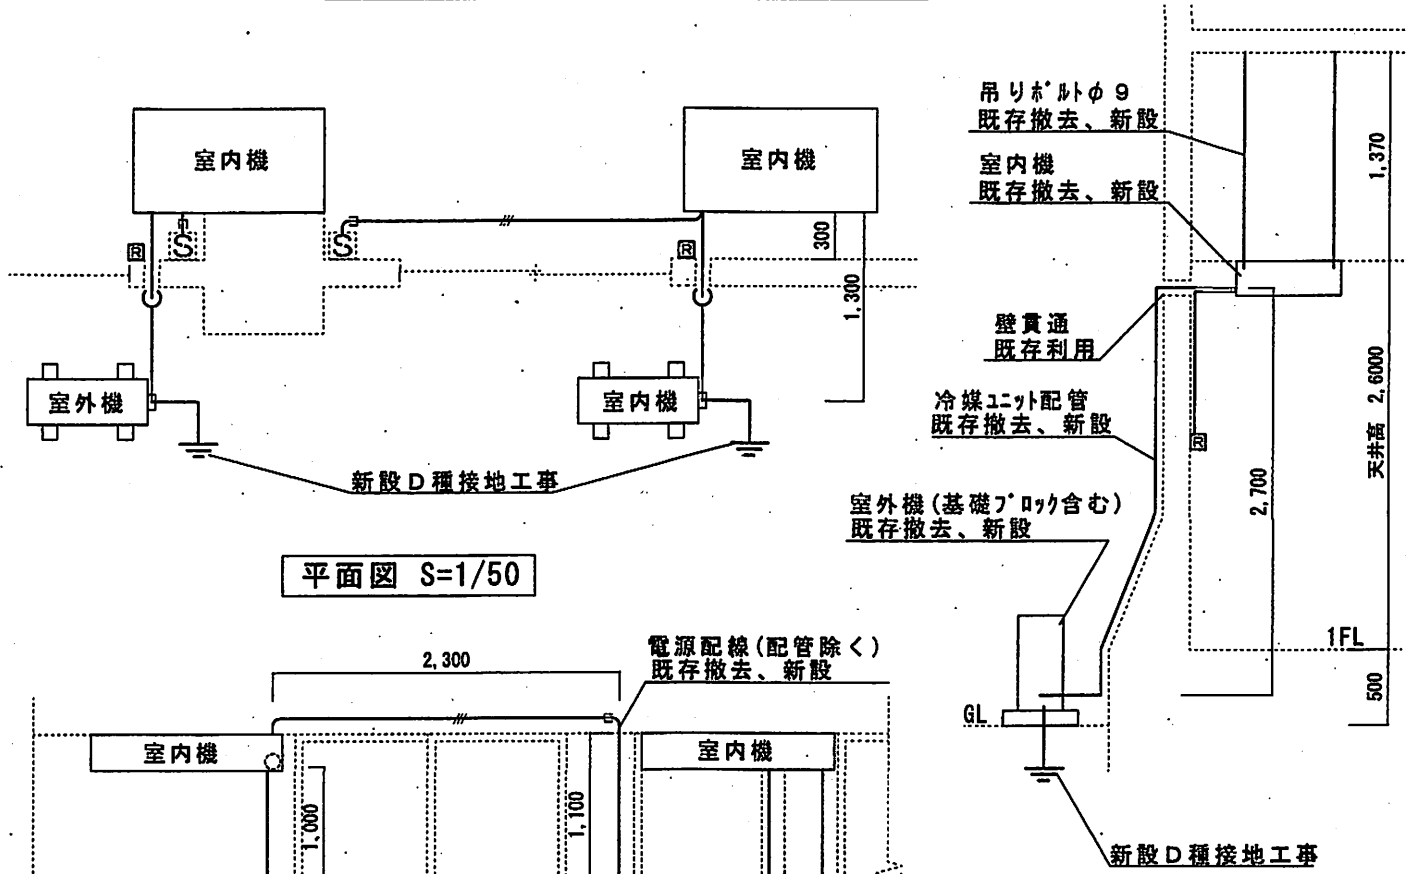 室内機
室内機
S
S
R
R
300
1,300
室外機
室内機
新設D種接地工事
平面図 S=1/50
吊りボルトφ9
既存撤去、新設
室内機
既存撤去、新設
壁貫通
既存利用
冷媒ユニット配管
既存撤去、新設
室外機(基礎ブロック含む)
既存撤去、新設
R
1,370
天井高 2,6000
2,700
1FL
500
GL
新設D種接地工事
電源配線(配管除く)
既存撤去、新設
2,300
室内機
室内機
1,000
1,100